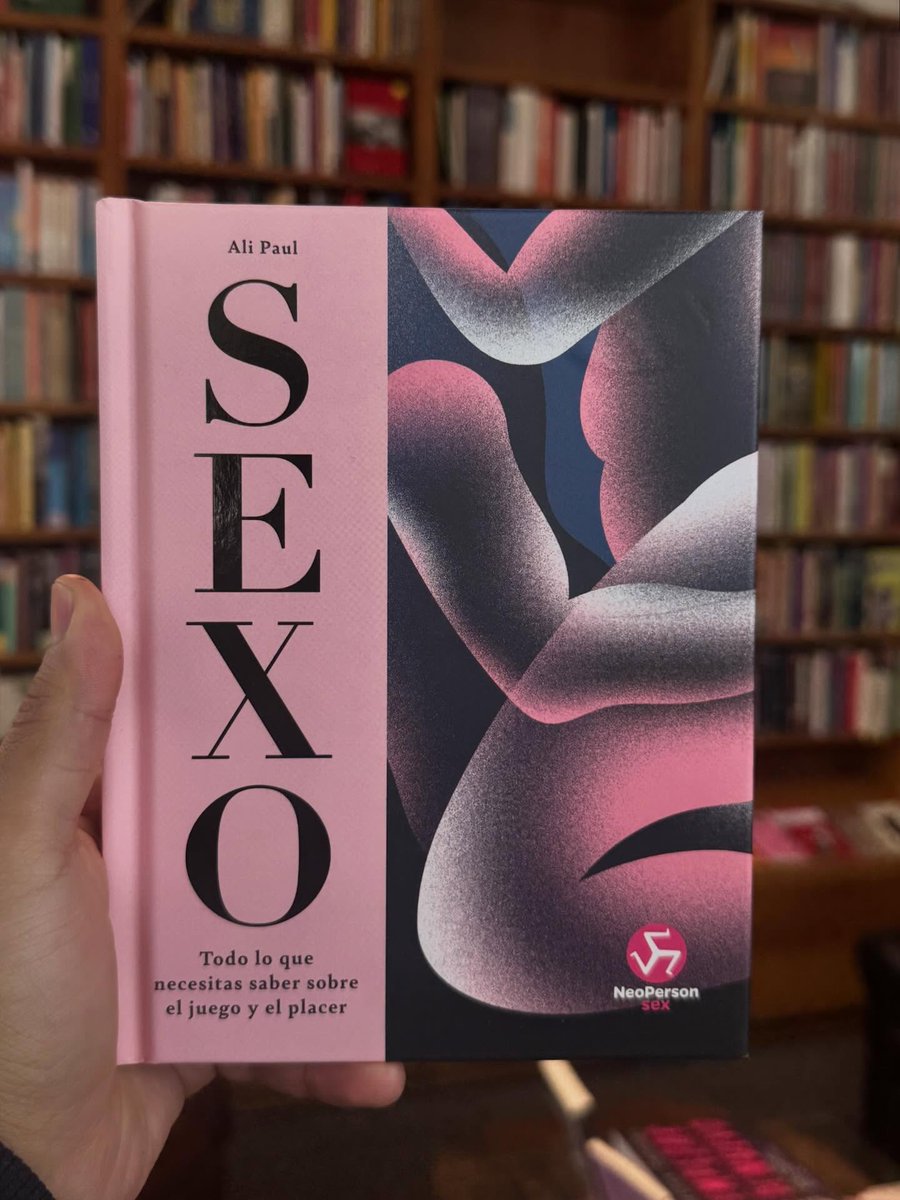 Ali Paul
SEXO
Todo lo que
necesitas saber sobre
el juego y el placer
NeoPerson
sex